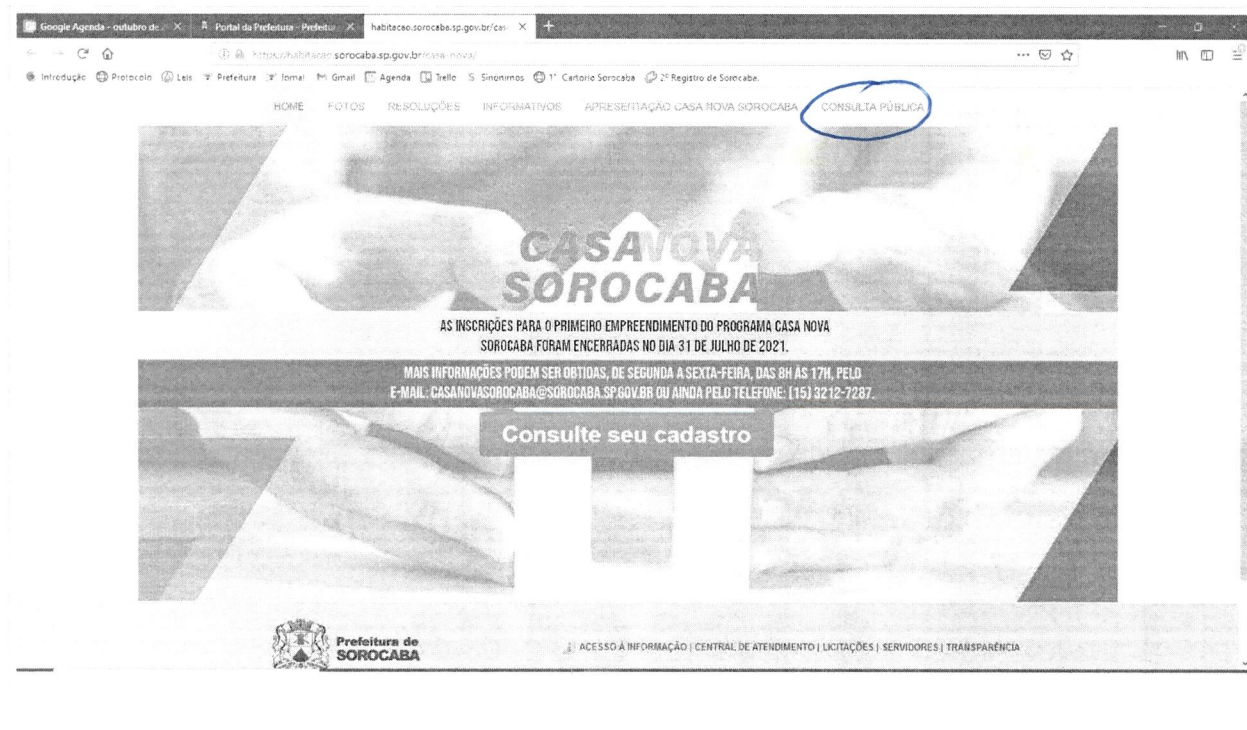 Google Agenda - outubro de
Portal da Prefeitura - Prefeitur
habitacao.sorocaba.sp.gov.br/cas
https://habitacao.sorocaba.sp.gov.br/casa-nova/
Introdução Protocolo Leis Prefeitura Jornal Gmail Agenda Trello Sinonimos 1° Cartorio Sorocaba 2º Registro de Sorocaba.
HOME FOTOS RESOLUÇÕES INFORMATIVOS APRESENTAÇÃO CASA NOVA SOROCABA CONSULTA PÚBLICA
CASA NOVA
SOROCABA
AS INSCRIÇÕES PARA O PRIMEIRO EMPREENDIMENTO DO PROGRAMA CASA NOVA
SOROCABA FORAM ENCERRADAS NO DIA 31 DE JULHO DE 2021.
MAIS INFORMAÇÕES PODEM SER OBTIDAS, DE SEGUNDA A SEXTA-FEIRA, DAS 8H ÀS 17H, PELO
E-MAIL: CASANOVASOROCABA@SOROCABA.SP.GOV.BR OU AINDA PELO TELEFONE: (15) 3212-7287.
Consulte seu cadastro
Prefeitura de
SOROCABA
ACESSO À INFORMAÇÃO | CENTRAL DE ATENDIMENTO | LICITAÇÕES | SERVIDORES | TRANSPARÊNCIA